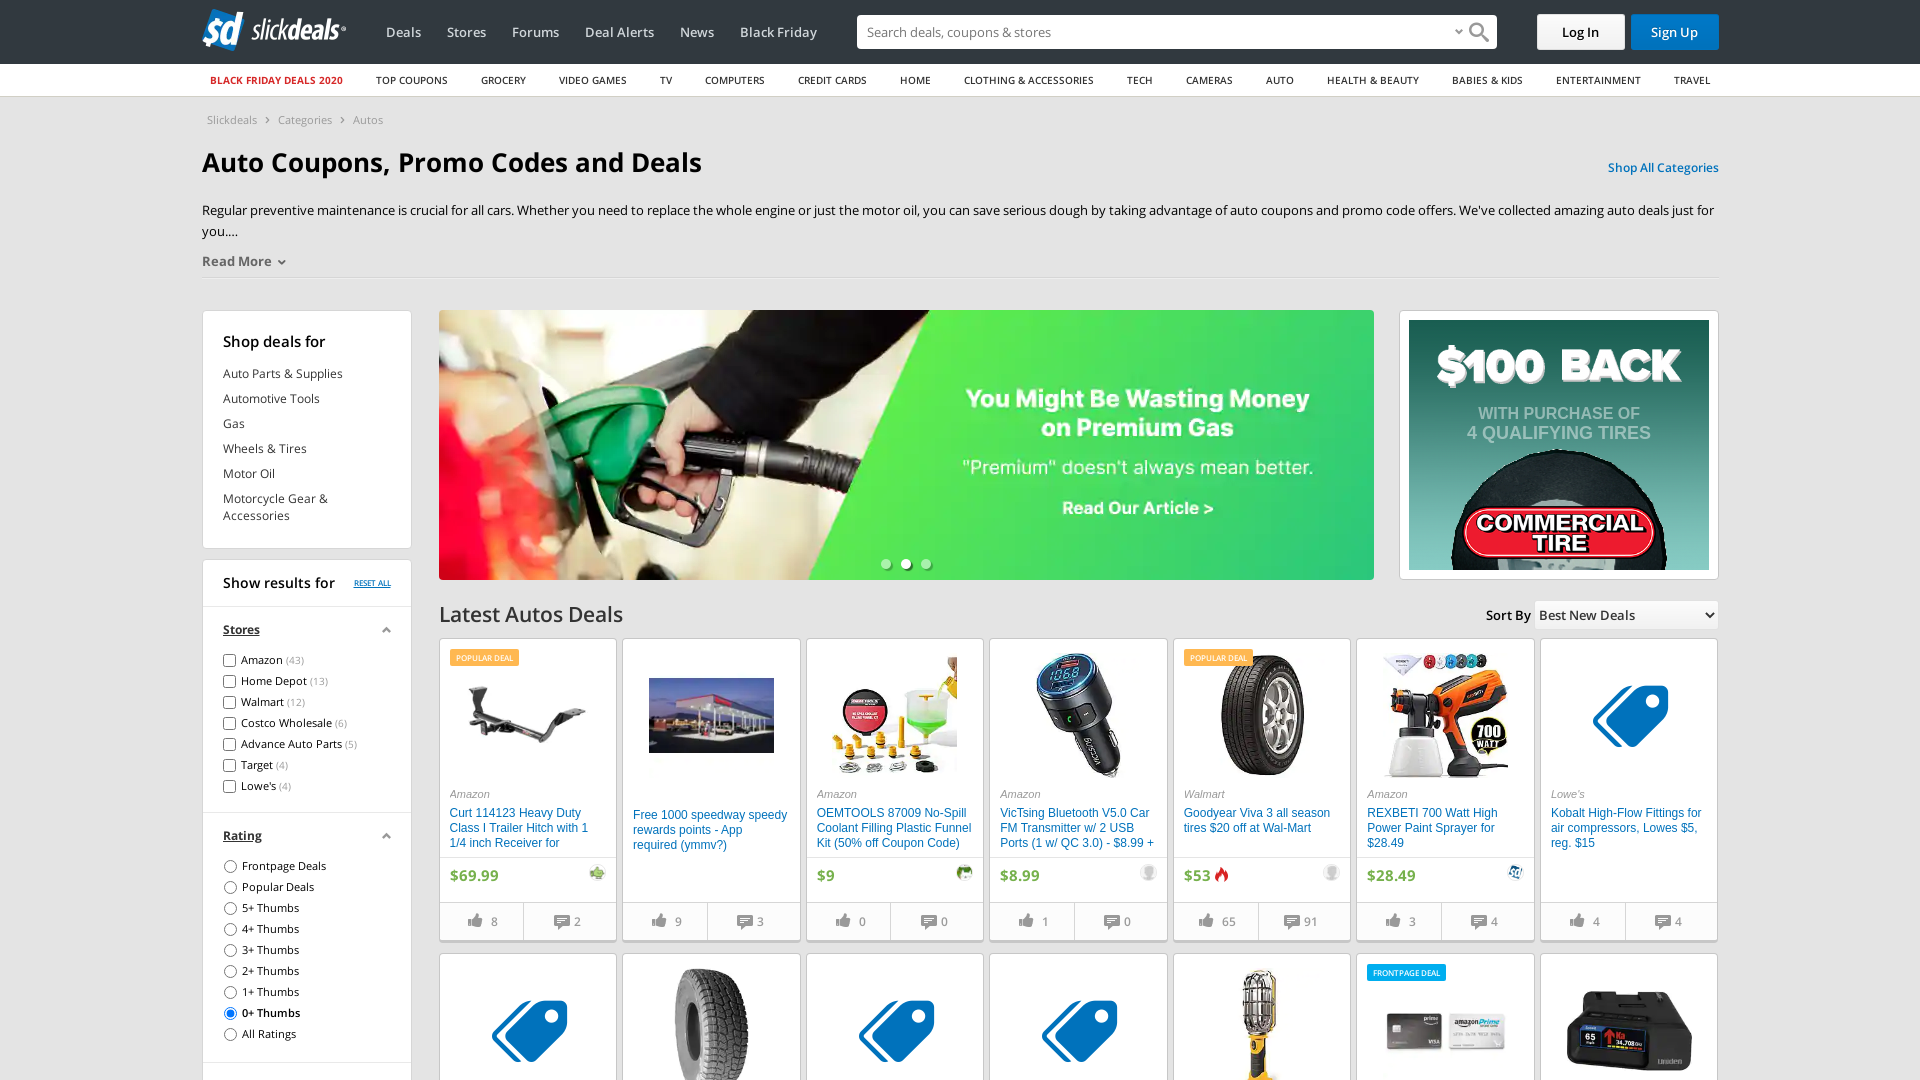 slickdeals
Deals
Stores
Forums
Deal Alerts
News
Black Friday
Search deals, coupons & stores
Log In
Sign Up
BLACK FRIDAY DEALS 2020
TOP COUPONS
GROCERY
VIDEO GAMES
TV
COMPUTERS
CREDIT CARDS
HOME
CLOTHING & ACCESSORIES
TECH
CAMERAS
AUTO
HEALTH & BEAUTY
BABIES & KIDS
ENTERTAINMENT
TRAVEL
Slickdeals
Categories
Autos
Auto Coupons, Promo Codes and Deals
Shop All Categories
Regular preventive maintenance is crucial for all cars. Whether you need to replace the whole engine or just the motor oil, you can save serious dough by taking advantage of auto coupons and promo code offers. We've collected amazing auto deals just for
you....
Read More
Shop deals for
Auto Parts & Supplies
Automotive Tools
Gas
Wheels & Tires
Motor Oil
Motorcycle Gear &
Accessories
Show results for
RESET ALL
Stores
Amazon (43)
Home Depot (13)
Walmart (12)
Costco Wholesale (6)
Advance Auto Parts (5)
Target (4)
Lowe's (4)
Rating
Frontpage Deals
Popular Deals
5+ Thumbs
4+ Thumbs
3+ Thumbs
2+ Thumbs
1+ Thumbs
0+ Thumbs
All Ratings
You Might Be Wasting Money
on Premium Gas
"Premium" doesn't always mean better.
Read Our Article >
$100 BACK
WITH PURCHASE OF
4 QUALIFYING TIRES
COMMERCIAL
TIRE
Latest Autos Deals
Sort By
Best New Deals
POPULAR DEAL
Amazon
Curt 114123 Heavy Duty
Class I Trailer Hitch with 1
1/4 inch Receiver for
$69.99
8
2
Free 1000 speedway speedy
rewards points - App
required (ymmv?)
9
3
Amazon
OEMTOOLS 87009 No-Spill
Coolant Filling Plastic Funnel
Kit (50% off Coupon Code)
$9
0
0
106.8
VICTSING
Amazon
VicTsing Bluetooth V5.0 Car
FM Transmitter w/ 2 USB
Ports (1 w/ QC 3.0) - $8.99 +
$8.99
1
0
POPULAR DEAL
Walmart
Goodyear Viva 3 all season
tires $20 off at Wal-Mart
$53
65
91
700
WATT
Amazon
REXBETI 700 Watt High
Power Paint Sprayer for
$28.49
$28.49
3
4
Lowe's
Kobalt High-Flow Fittings for
air compressors, Lowes $5,
reg. $15
4
4
FRONTPAGE DEAL
prime
VISA
amazonPrime
65
Ka
34.708
Uniden